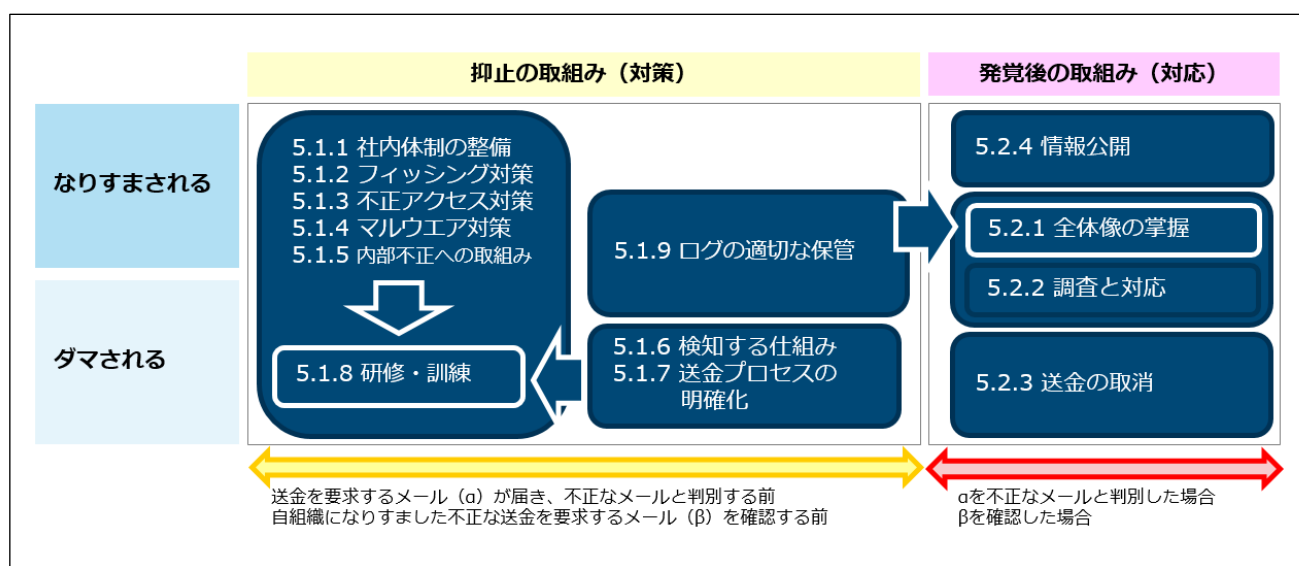 抑止の取組み（対策）
発覚後の取組み（対応）
なりすまされる
ダマされる
5.1.1 社内体制の整備
5.1.2 フィッシング対策
5.1.3 不正アクセス対策
5.1.4 マルウエア対策
5.1.5 内部不正への取組み
5.1.8 研修・訓練
5.1.9 ログの適切な保管
5.1.6 検知する仕組み
5.1.7 送金プロセスの
明確化
5.2.4 情報公開
5.2.1 全体像の掌握
5.2.2 調査と対応
5.2.3 送金の取消
送金を要求するメール（α）が届き、不正なメールと判別する前
自組織になりすました不正な送金を要求するメール（β）を確認する前
αを不正なメールと判別した場合
βを確認した場合